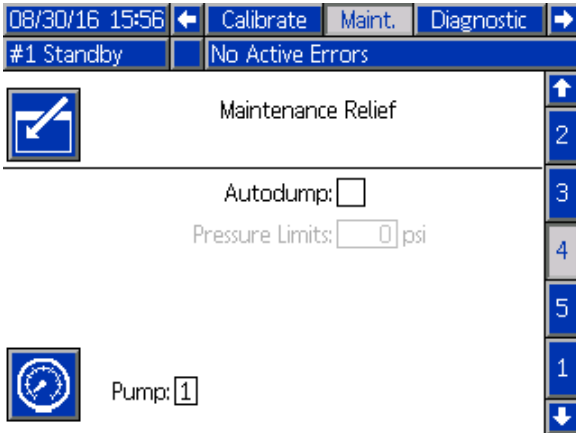 08/30/16 15:56 Calibrate Maint. Diagnostic
#1 Standby No Active Errors
Maintenance Relief
2
Autodump:
3
Pressure Limits: 0 psi
4
5
1
Pump: 1